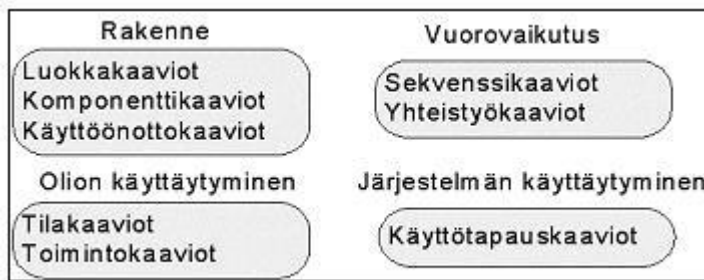 Rakenne
Luokkakaaviot
Komponenttikaaviot
Käyttöönottokaaviot
Vuorovaikutus
Sekvenssikaaviot
Yhteistyökaaviot
Olion käyttäytyminen
Tilakaaviot
Toimintokaaviot
Järjestelmän käyttäytyminen
Käyttötapauskaaviot